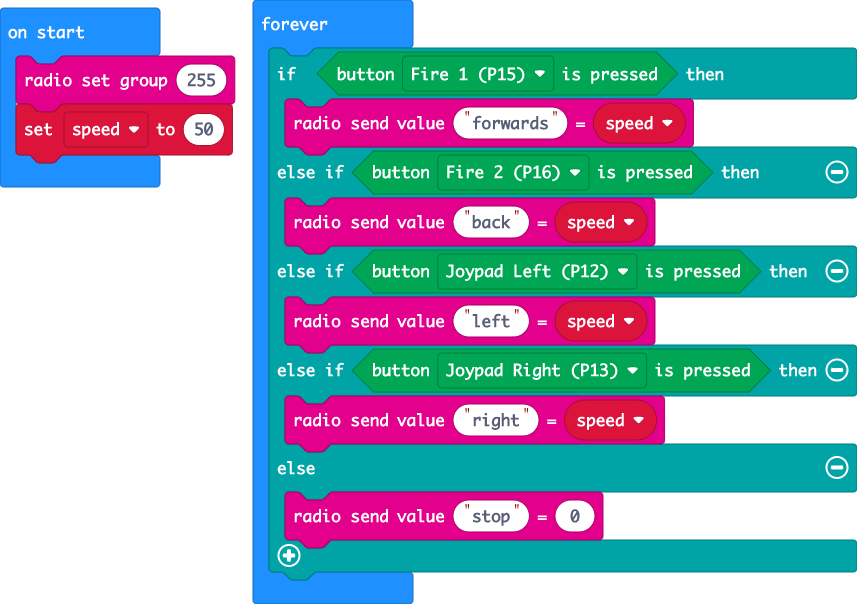 on start
radio set group 255
set speed to 50
forever
if button Fire 1 (P15) is pressed then
radio send value "forwards" = speed
else if button Fire 2 (P16) is pressed then
radio send value "back" = speed
else if button Joypad Left (P12) is pressed then
radio send value "left" = speed
else if button Joypad Right (P13) is pressed then
radio send value "right" = speed
else
radio send value "stop" = 0